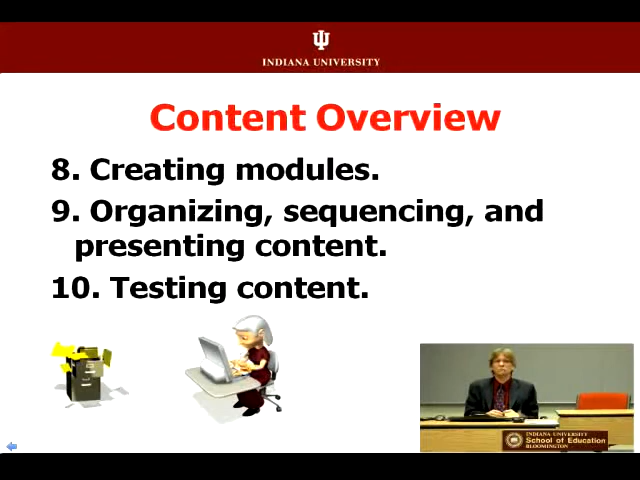 INDIANA UNIVERSITY
Content Overview
8. Creating modules.
9. Organizing, sequencing, and
presenting content.
10. Testing content.
INDIANA UNIVERSITY
School of Education
BLOOMINGTON